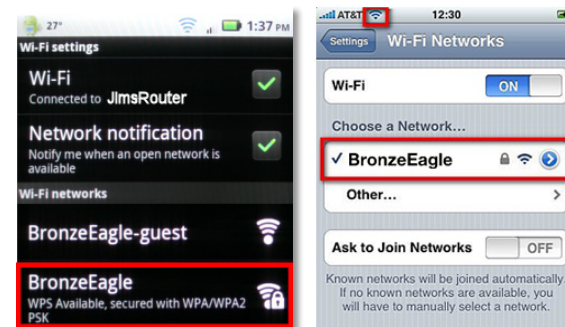 27° 1:37 PM
Wi-Fi settings
Wi-Fi
Connected to JimsRouter
Network notification
Notify me when an open network is
available
Wi-Fi networks
BronzeEagle-guest
BronzeEagle
WPS Available, secured with WPA/WPA2
PSK
AT&T 12:30
Settings Wi-Fi Networks
Wi-Fi ON
Choose a Network...
BronzeEagle
Other...
Ask to Join Networks OFF
Known networks will be joined automatically.
If no known networks are available, you
will have to manually select a network.